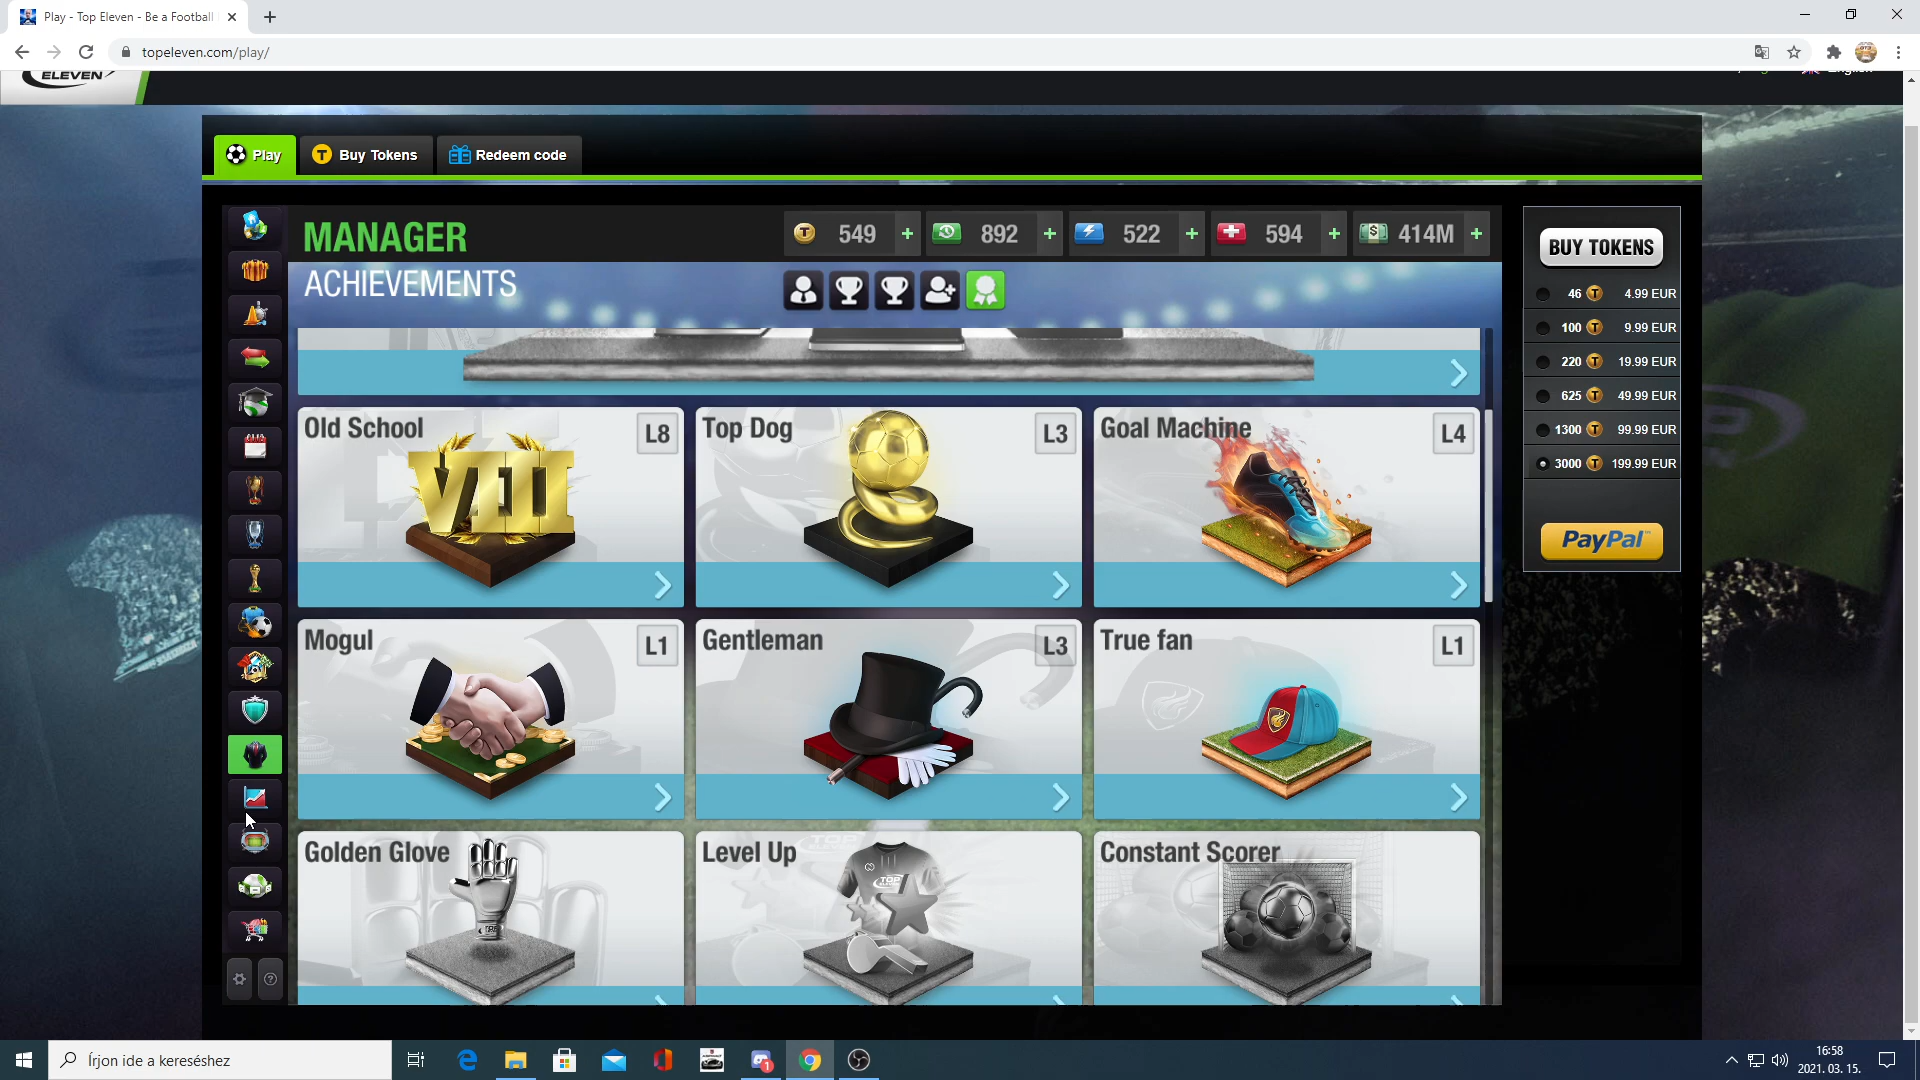 Play - Top Eleven - Be a Football
topeleven.com/play/
ELEVEN
Play
Buy Tokens
Redeem code
MANAGER
549 + 892 + 522 + 594 + 414M +
ACHIEVEMENTS
BUY TOKENS
46 T 4.99 EUR
100 T 9.99 EUR
220 T 19.99 EUR
625 T 49.99 EUR
1300 T 99.99 EUR
3000 T 199.99 EUR
PayPal
Old School L8
VIII
Top Dog L3
Goal Machine L4
Mogul L1
Gentleman L3
True fan L1
Golden Glove
Level Up
TOP
ELEVEN
Constant Scorer
Írjon ide a kereséshez
1
16:58
2021. 03. 15.